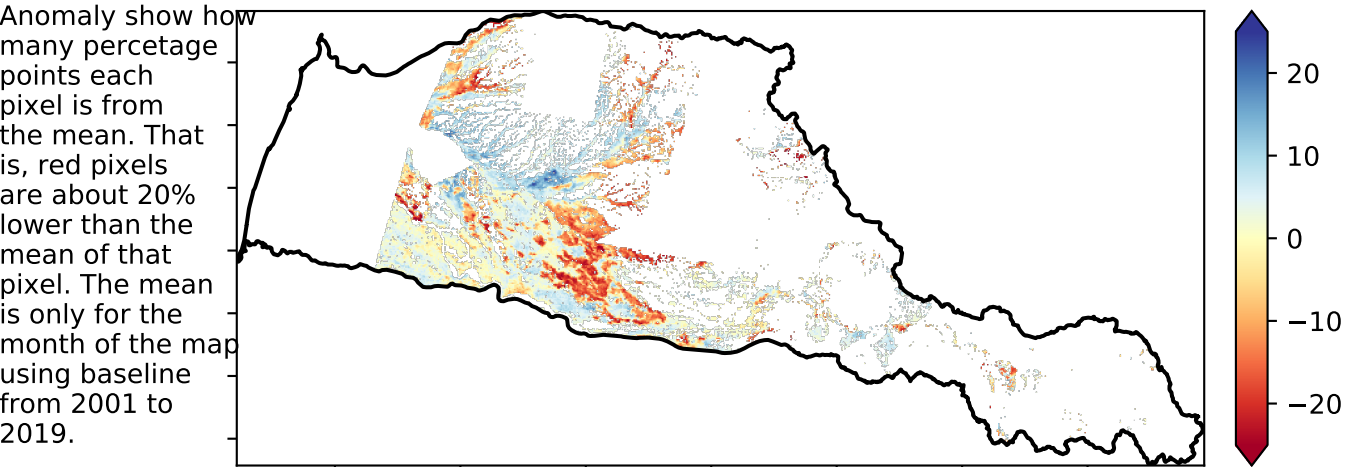 Anomaly show how
many percetage
points each
pixel is from
the mean. That
is, red pixels
are about 20%
lower than the
mean of that
pixel. The mean
is only for the
month of the map
using baseline
from 2001 to
2019.
20
10
0
−10
−20